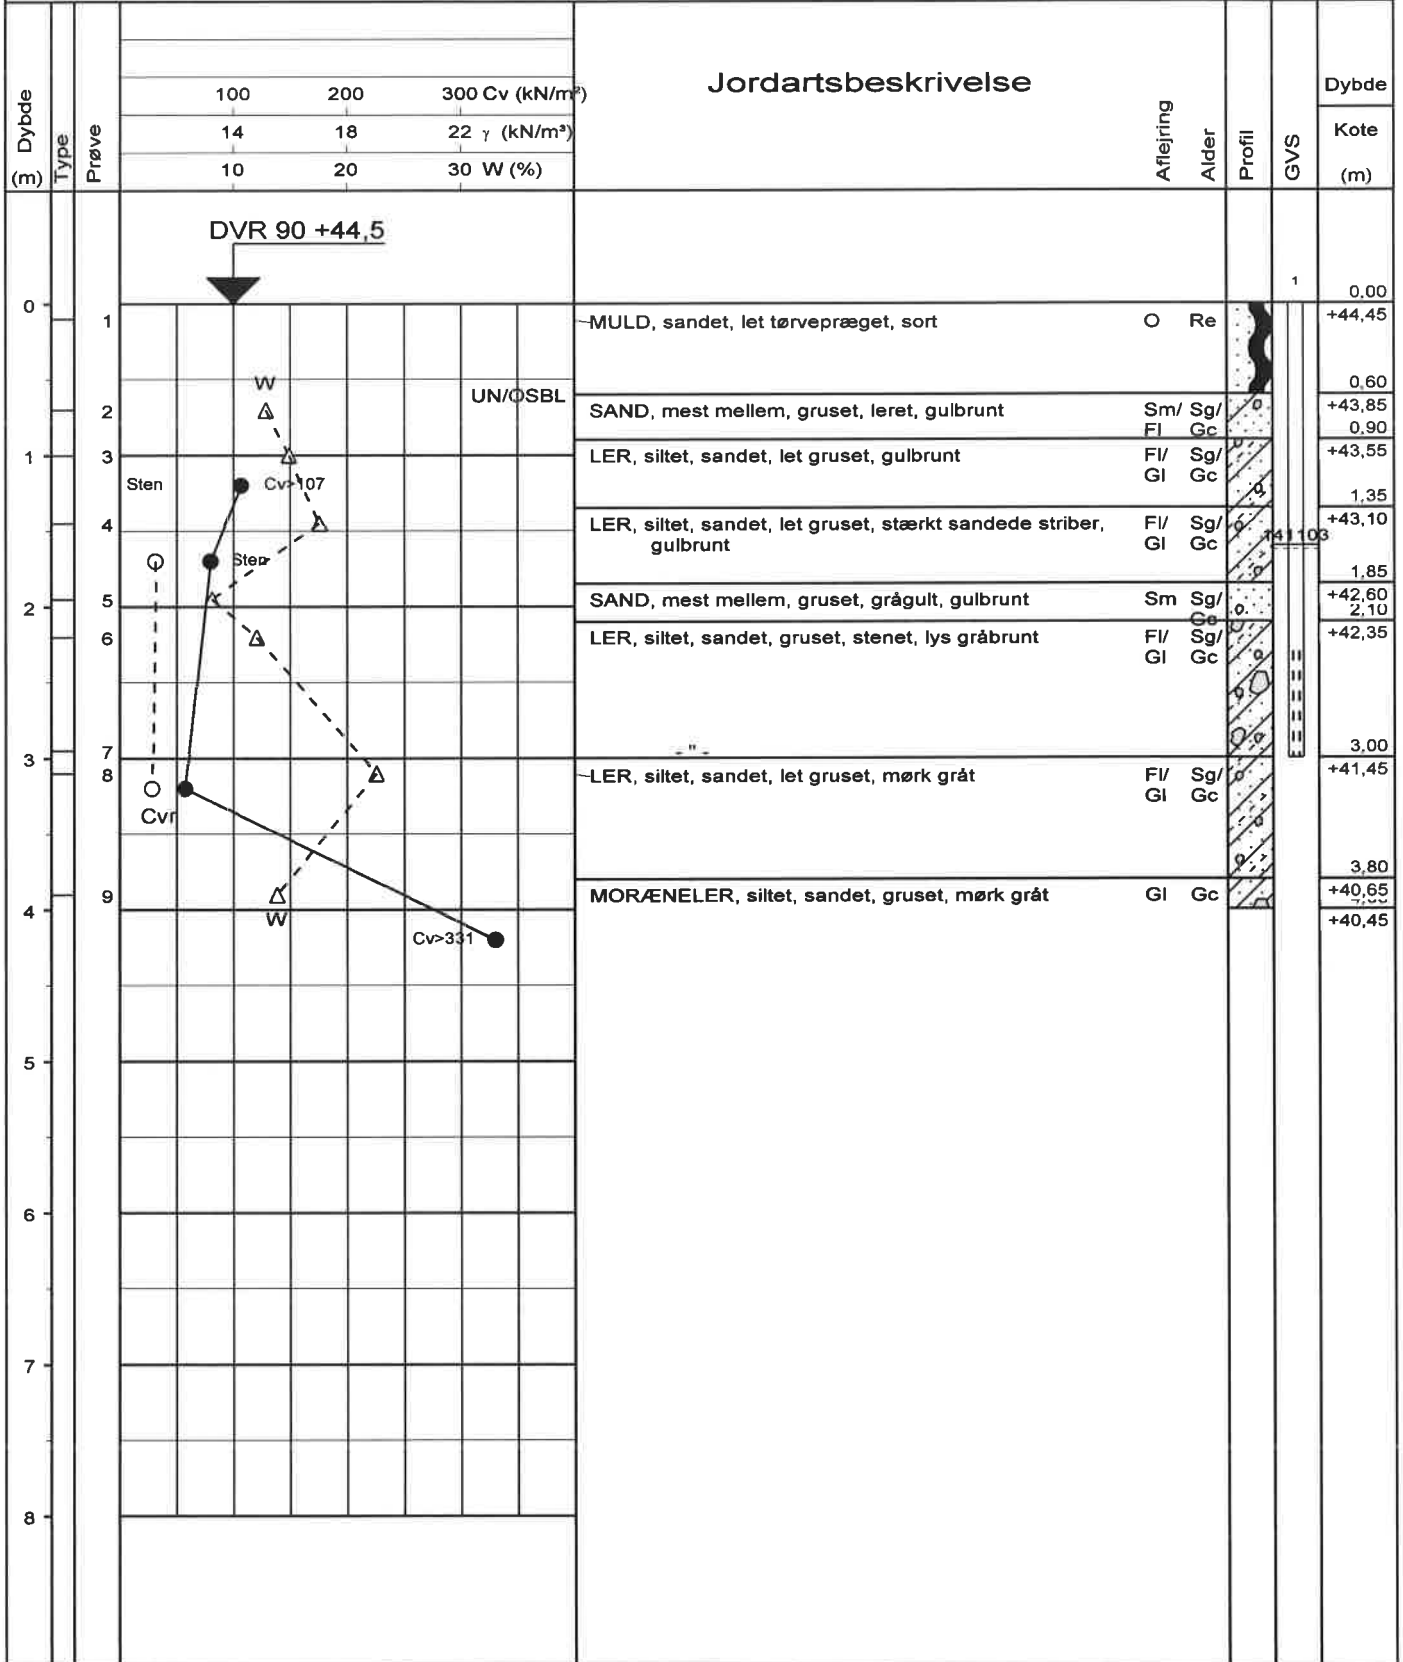 Dybde
(m)
Type
Prøve
100 200 300 Cv (kN/m²)
14 18 22 γ (kN/m³)
10 20 30 W (%)
Jordartsbeskrivelse
Aflejring
Alder
Profil
GVS
Dybde
Kote
(m)
DVR 90 +44,5
1
0,00
0
1 MULD, sandet, let tørvepræget, sort O Re +44,45
W
0,60
UN/OSBL
2 SAND, mest mellem, gruset, leret, gulbrunt Sm/ Sg/ +43,85
Fl Gc 0,90
1 3 LER, siltet, sandet, let gruset, gulbrunt Fl/ Sg/ +43,55
Gl Gc
Sten Cv>107
1,35
4 LER, siltet, sandet, let gruset, stærkt sandede striber, Fl/ Sg/ +43,10
gulbrunt Gl Gc
141103
Sten
1,85
2 5 SAND, mest mellem, gruset, grågult, gulbrunt Sm Sg/ +42,60
Gc 2,10
6 LER, siltet, sandet, gruset, stenet, lys gråbrunt Fl/ Sg/ +42,35
Gl Gc
7 - " - 3,00
3 8 LER, siltet, sandet, let gruset, mørk gråt Fl/ Sg/ +41,45
Gl Gc
Cvr
3,80
9 MORÆNELER, siltet, sandet, gruset, mørk gråt Gl Gc +40,65
4 W
+40,45
Cv>331
5
6
7
8